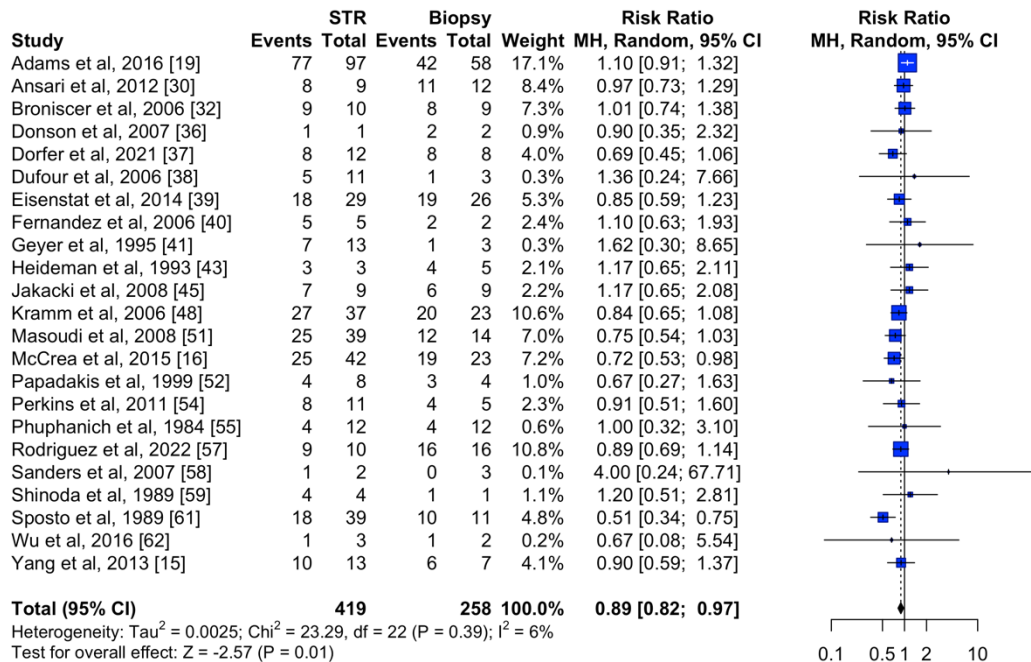 STR Biopsy Risk Ratio Risk Ratio
Study Events Total Events Total Weight MH, Random, 95% CI MH, Random, 95% CI
Adams et al, 2016 [19] 77 97 42 58 17.1% 1.10 [0.91; 1.32]
Ansari et al, 2012 [30] 8 9 11 12 8.4% 0.97 [0.73; 1.29]
Broniscer et al, 2006 [32] 9 10 8 9 7.3% 1.01 [0.74; 1.38]
Donson et al, 2007 [36] 1 1 2 2 0.9% 0.90 [0.35; 2.32]
Dorfer et al, 2021 [37] 8 12 8 8 4.0% 0.69 [0.45; 1.06]
Dufour et al, 2006 [38] 5 11 1 3 0.3% 1.36 [0.24; 7.66]
Eisenstat et al, 2014 [39] 18 29 19 26 5.3% 0.85 [0.59; 1.23]
Fernandez et al, 2006 [40] 5 5 2 2 2.4% 1.10 [0.63; 1.93]
Geyer et al, 1995 [41] 7 13 1 3 0.3% 1.62 [0.30; 8.65]
Heideman et al, 1993 [43] 3 3 4 5 2.1% 1.17 [0.65; 2.11]
Jakacki et al, 2008 [45] 7 9 6 9 2.2% 1.17 [0.65; 2.08]
Kramm et al, 2006 [48] 27 37 20 23 10.6% 0.84 [0.65; 1.08]
Masoudi et al, 2008 [51] 25 39 12 14 7.0% 0.75 [0.54; 1.03]
McCrea et al, 2015 [16] 25 42 19 23 7.2% 0.72 [0.53; 0.98]
Papadakis et al, 1999 [52] 4 8 3 4 1.0% 0.67 [0.27; 1.63]
Perkins et al, 2011 [54] 8 11 4 5 2.3% 0.91 [0.51; 1.60]
Phuphanich et al, 1984 [55] 4 12 4 12 0.6% 1.00 [0.32; 3.10]
Rodriguez et al, 2022 [57] 9 10 16 16 10.5% 0.89 [0.69; 1.14]
Sanders et al, 2007 [58] 1 2 0 3 0.1% 4.00 [0.24; 67.71]
Shinoda et al, 1989 [59] 4 4 1 1 1.1% 1.20 [0.51; 2.81]
Sposto et al, 1989 [61] 18 39 10 11 4.8% 0.51 [0.34; 0.75]
Wu et al, 2016 [62] 1 3 1 2 0.2% 0.67 [0.08; 5.54]
Yang et al, 2013 [15] 10 13 6 7 4.1% 0.90 [0.59; 1.37]
Total (95% CI) 419 258 100.0% 0.89 [0.82; 0.97]
Heterogeneity: Tau² = 0.0025; Chi² = 23.29, df = 22 (P = 0.39); I² = 6%
Test for overall effect: Z = -2.57 (P = 0.01)
0.1 0.5 1 2 10